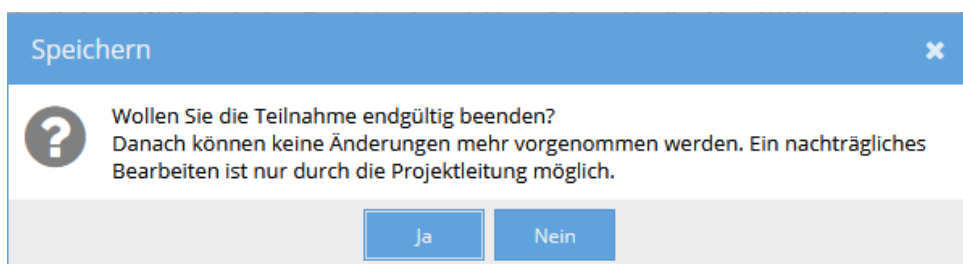 Speichern
Wollen Sie die Teilnahme endgültig beenden?
Danach können keine Änderungen mehr vorgenommen werden. Ein nachträgliches
Bearbeiten ist nur durch die Projektleitung möglich.
Ja
Nein